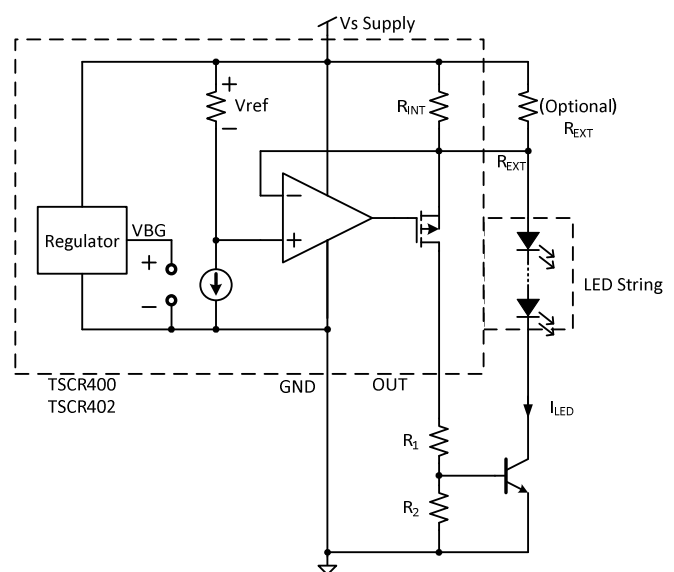 Vs Supply
+
Vref
−
R_INT
(Optional)
R_EXT
R_EXT
−
+
Regulator
VBG
+
−
LED String
TSCR400
TSCR402
GND
OUT
I_LED
R_1
R_2